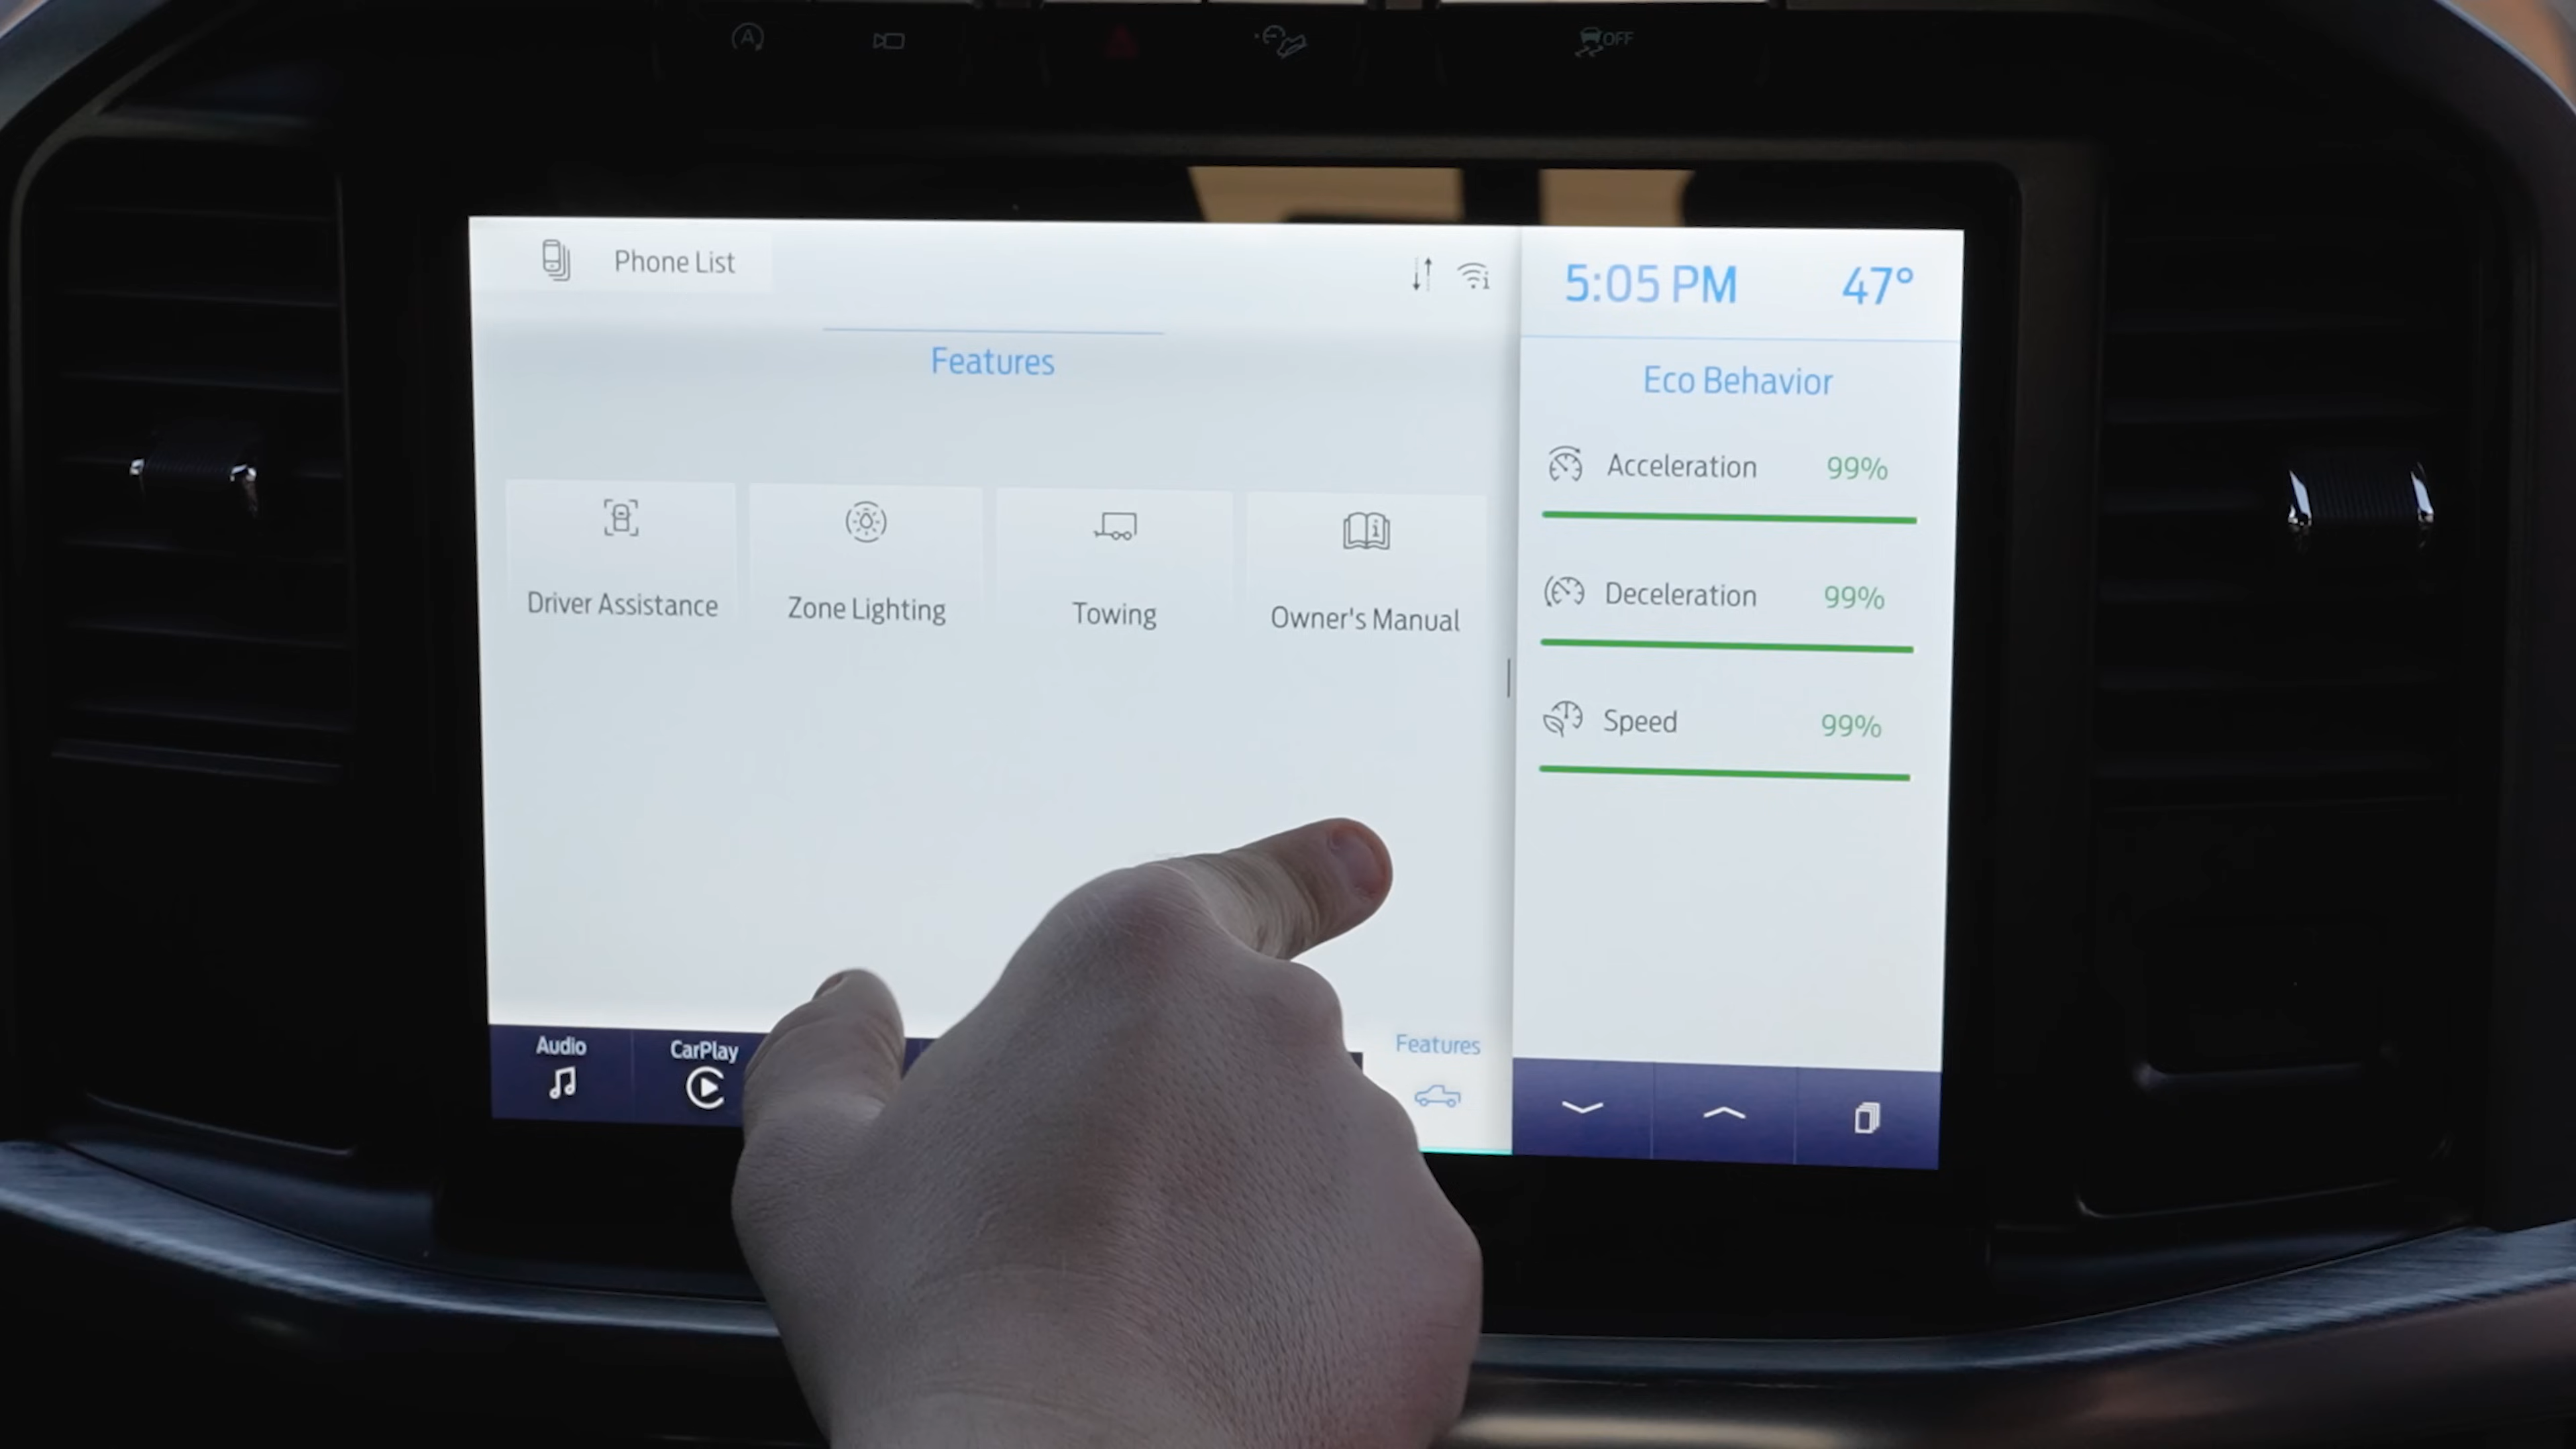 A
OFF
Phone List
5:05 PM
47°
Features
Eco Behavior
Acceleration 99%
Deceleration 99%
Speed 99%
Driver Assistance
Zone Lighting
Towing
Owner's Manual
Audio
CarPlay
Features